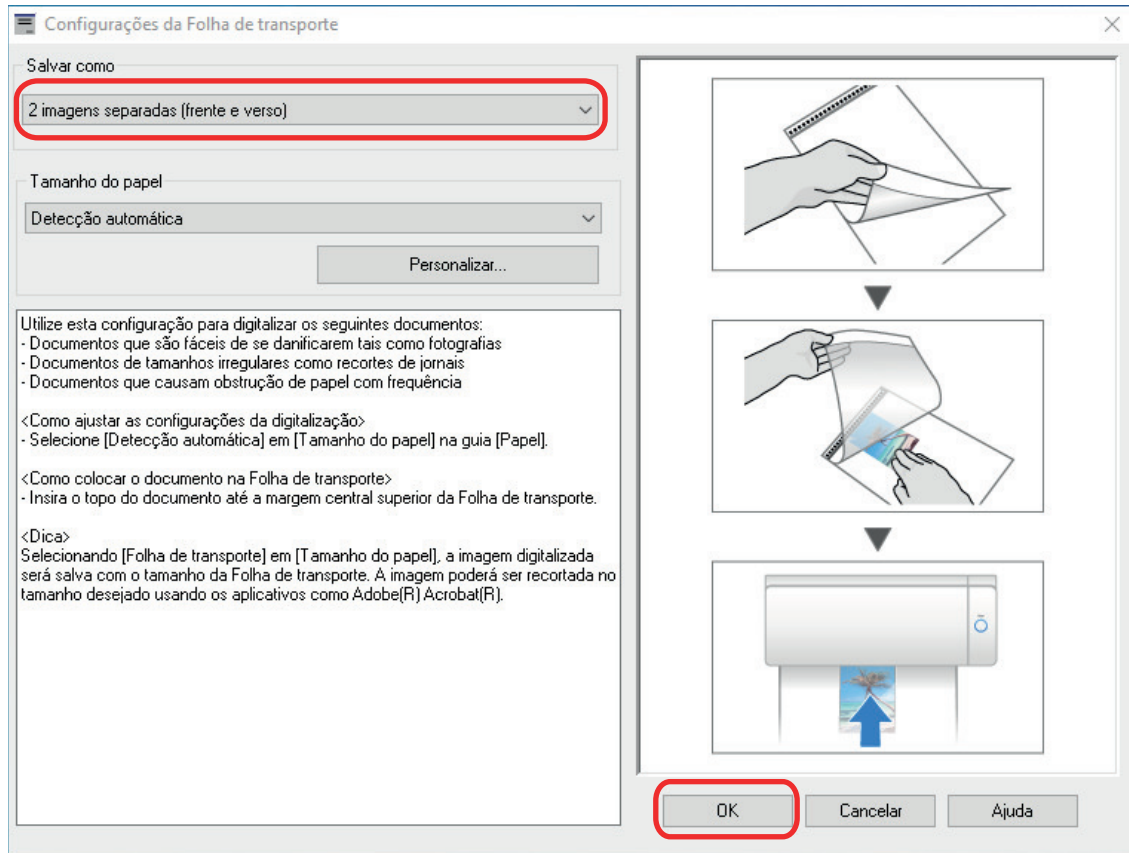 Configurações da Folha de transporte
Salvar como
2 imagens separadas (frente e verso)
Tamanho do papel
Detecção automática
Personalizar...
Utilize esta configuração para digitalizar os seguintes documentos:
- Documentos que são fáceis de se danificarem tais como fotografias
- Documentos de tamanhos irregulares como recortes de jornais
- Documentos que causam obstrução de papel com frequência
<Como ajustar as configurações da digitalização>
- Selecione [Detecção automática] em [Tamanho do papel] na guia [Papel].
<Como colocar o documento na Folha de transporte>
- Insira o topo do documento até a margem central superior da Folha de transporte.
<Dica>
Selecionando [Folha de transporte] em [Tamanho do papel], a imagem digitalizada
será salva com o tamanho da Folha de transporte. A imagem poderá ser recortada no
tamanho desejado usando os aplicativos como Adobe(R) Acrobat(R).
OK
Cancelar
Ajuda